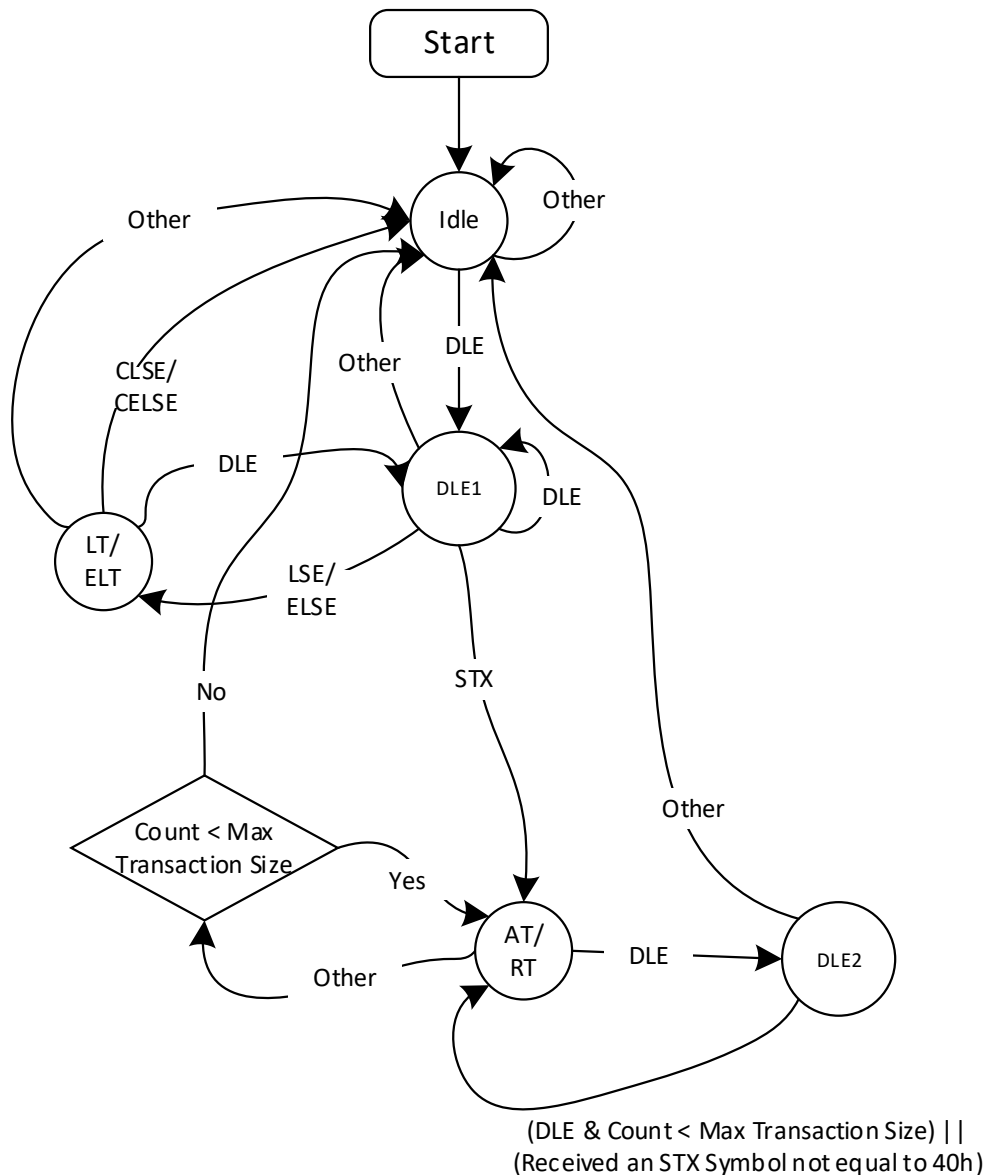 Start
Idle
Other
Other
CLSE/
CELSE
Other
DLE
DLE
DLE1
DLE
LT/
ELT
LSE/
ELSE
STX
No
Count < Max
Transaction Size
Yes
Other
Other
AT/
RT
DLE
DLE2
(DLE & Count < Max Transaction Size) ||
(Received an STX Symbol not equal to 40h)